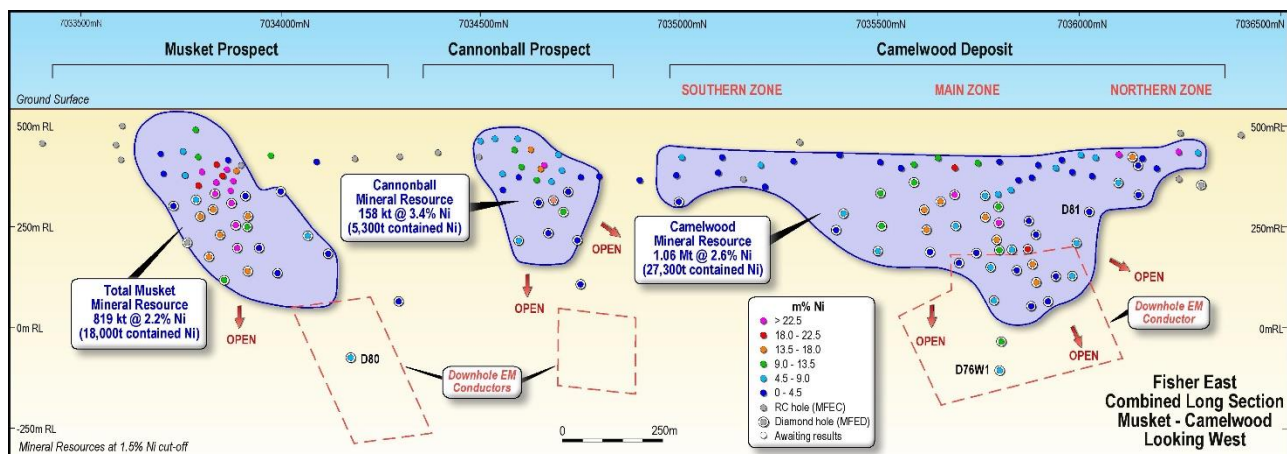 7033500mN 7034000mN 7034500mN 7035000mN 7035500mN 7036000mN 7036500mN
Musket Prospect
Cannonball Prospect
Camelwood Deposit
SOUTHERN ZONE
MAIN ZONE
NORTHERN ZONE
Ground Surface
500m RL
500mRL
Cannonball
Mineral Resource
158 kt @ 3.4% Ni
(5,300t contained Ni)
OPEN
D81
250m RL
250mRL
Camelwood
Mineral Resource
1.06 Mt @ 2.6% Ni
(27,300t contained Ni)
OPEN
Total Musket
Mineral Resource
819 kt @ 2.2% Ni
(18,000t contained Ni)
OPEN
OPEN
m% Ni
> 22.5
18.0 - 22.5
13.5 - 18.0
9.0 - 13.5
4.5 - 9.0
0 - 4.5
RC hole (MFEC)
Diamond hole (MFED)
Awaiting results
Downhole EM
Conductor
0m RL
0mRL
OPEN
OPEN
D80
Downhole EM
Conductors
D76W1
Fisher East
Combined Long Section
Musket - Camelwood
Looking West
-250m RL
-250mRL
0 250m
Mineral Resources at 1.5% Ni cut-off